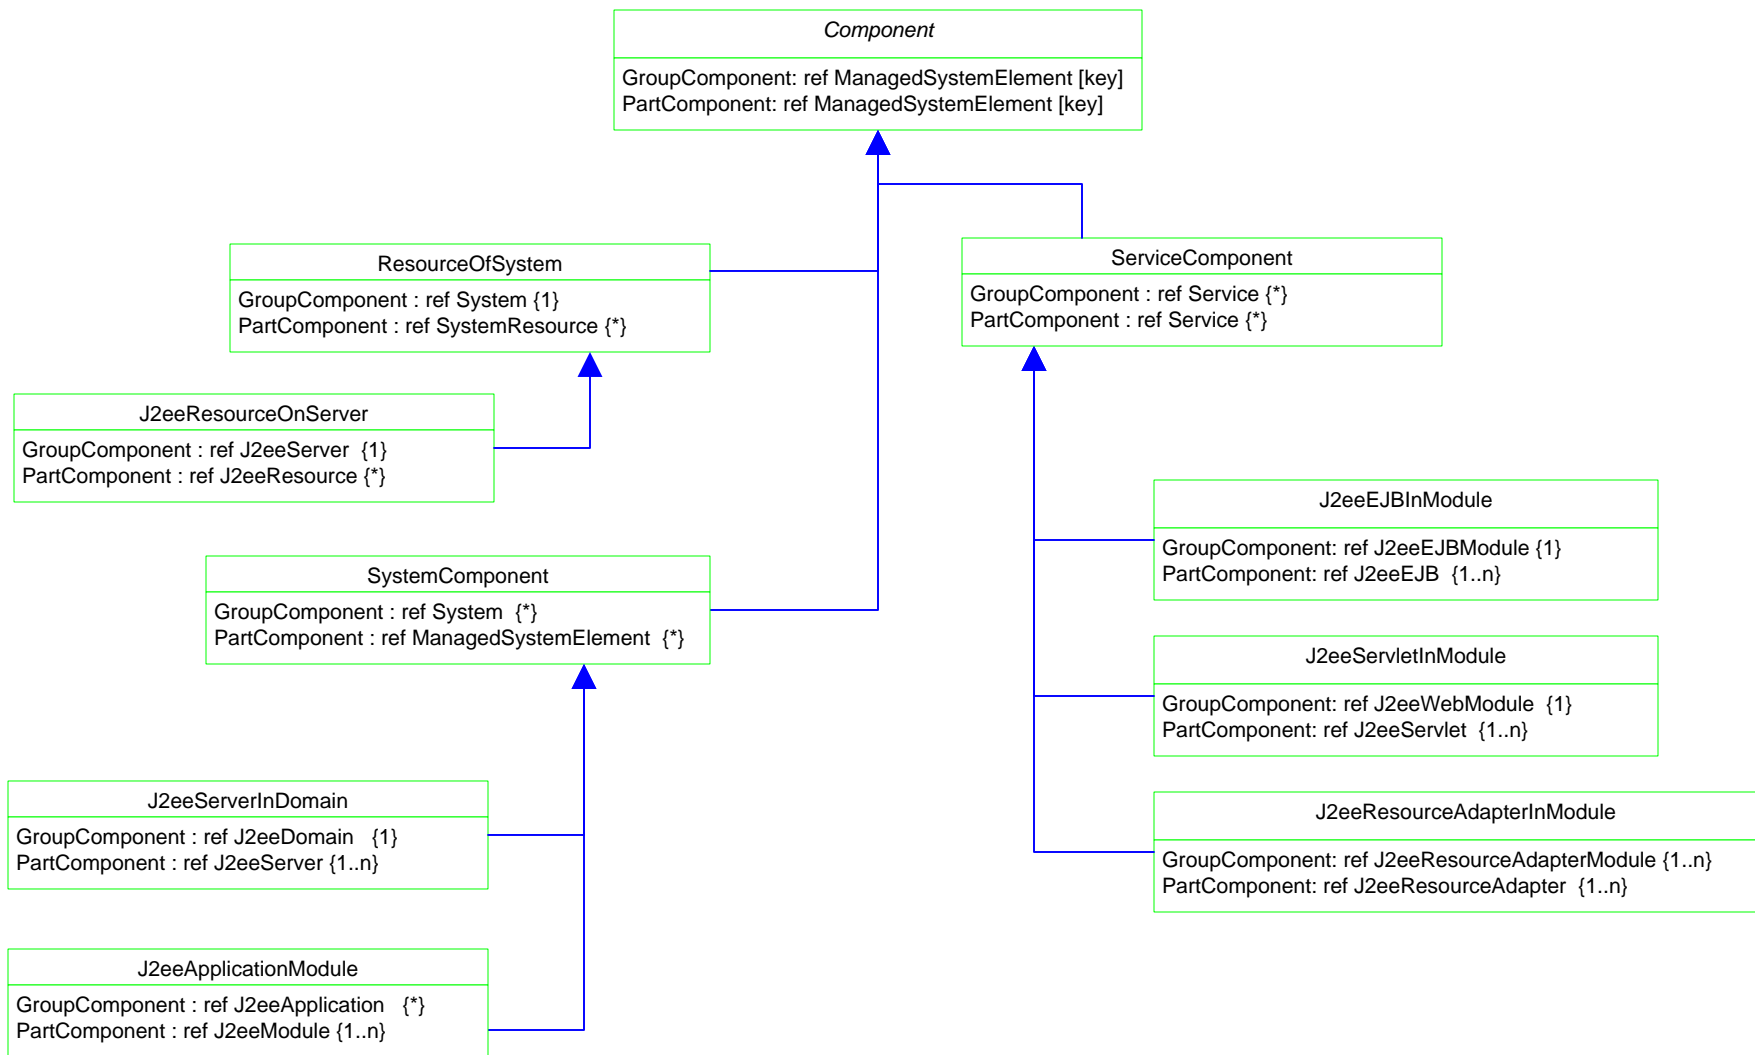 Component
GroupComponent: ref ManagedSystemElement [key]
PartComponent: ref ManagedSystemElement [key]
ResourceOfSystem
GroupComponent : ref System {1}
PartComponent : ref SystemResource {*}
ServiceComponent
GroupComponent : ref Service {*}
PartComponent : ref Service {*}
J2eeResourceOnServer
GroupComponent : ref J2eeServer {1}
PartComponent : ref J2eeResource {*}
J2eeEJBInModule
GroupComponent: ref J2eeEJBModule {1}
PartComponent: ref J2eeEJB {1..n}
SystemComponent
GroupComponent : ref System {*}
PartComponent : ref ManagedSystemElement {*}
J2eeServletInModule
GroupComponent: ref J2eeWebModule {1}
PartComponent: ref J2eeServlet {1..n}
J2eeServerInDomain
GroupComponent : ref J2eeDomain {1}
PartComponent : ref J2eeServer {1..n}
J2eeResourceAdapterInModule
GroupComponent: ref J2eeResourceAdapterModule {1..n}
PartComponent: ref J2eeResourceAdapter {1..n}
J2eeApplicationModule
GroupComponent : ref J2eeApplication {*}
PartComponent : ref J2eeModule {1..n}